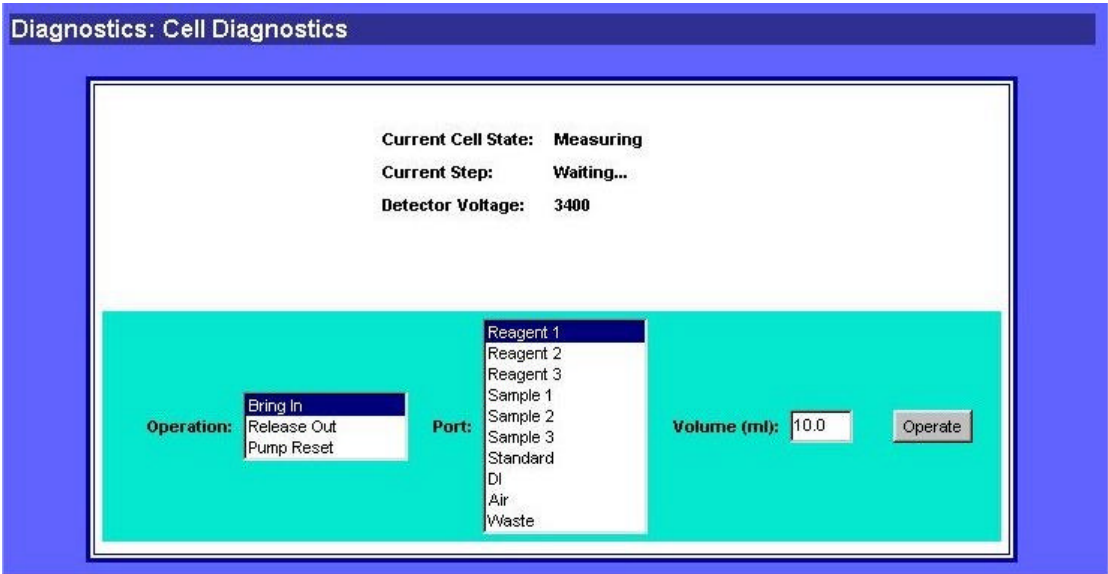 Diagnostics: Cell Diagnostics
Current Cell State: Measuring
Current Step: Waiting...
Detector Voltage: 3400
Operation:
Bring In
Release Out
Pump Reset
Port:
Reagent 1
Reagent 2
Reagent 3
Sample 1
Sample 2
Sample 3
Standard
DI
Air
Waste
Volume (ml): 10.0
Operate